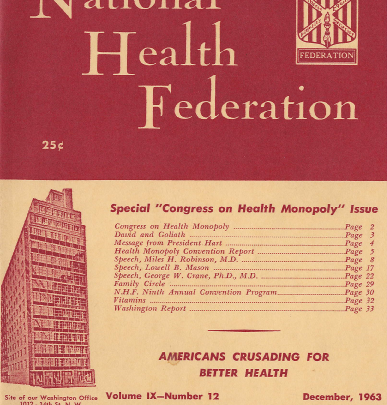 National
Health
Federation
FEDERATION
25¢
Special "Congress on Health Monopoly" Issue
Congress on Health Monopoly ........ Page 2
David and Goliath ........ Page 3
Message from President Hart ........ Page 4
Health Monopoly Convention Report ........ Page 5
Speech, Miles H. Robinson, M.D. ........ Page 8
Speech, Lowell B. Mason ........ Page 17
Speech, George W. Crane, Ph.D., M.D. ........ Page 22
Family Circle ........ Page 29
N.H.F. Ninth Annual Convention Program ........ Page 30
Vitamins ........ Page 32
Washington Report ........ Page 33
AMERICANS CRUSADING FOR
BETTER HEALTH
Site of our Washington Office
1012 - 14th St. N. W.
Volume IX—Number 12
December, 1963